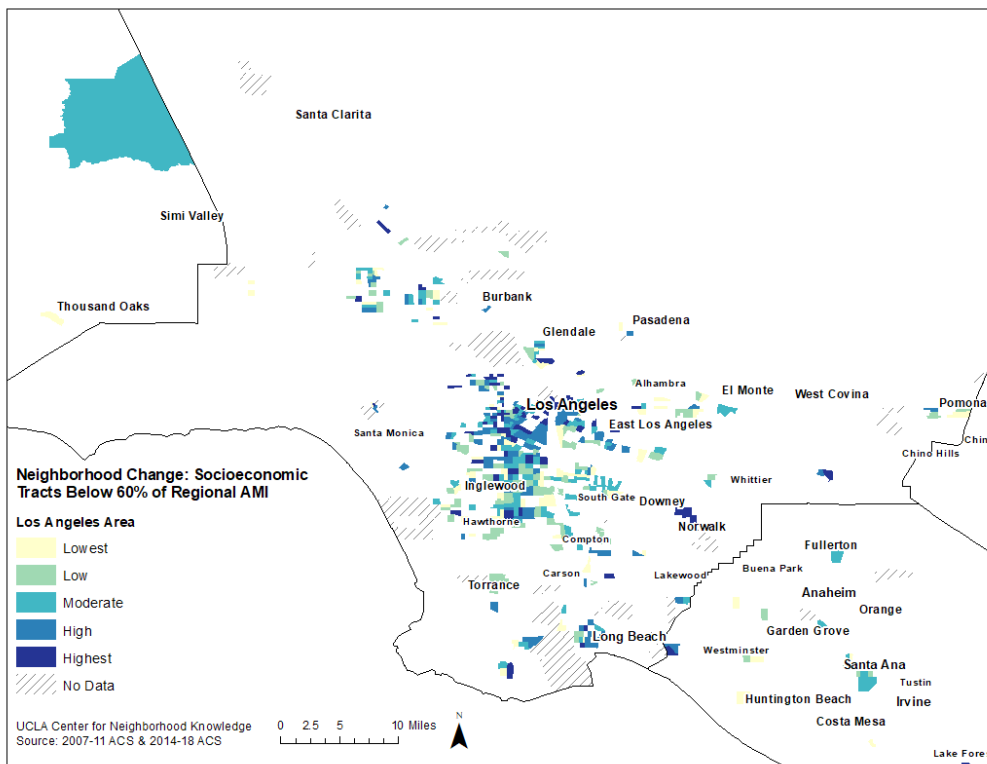 Santa Clarita
Simi Valley
Thousand Oaks
Burbank
Glendale
Pasadena
Alhambra
El Monte
West Covina
Pomona
Los Angeles
East Los Angeles
Santa Monica
Chin
Chino Hills
Neighborhood Change: Socioeconomic
Tracts Below 60% of Regional AMI
Los Angeles Area
Lowest
Low
Moderate
High
Highest
No Data
Inglewood
South Gate
Whittier
Downey
Hawthorne
Norwalk
Compton
Fullerton
Carson
Lakewood
Buena Park
Torrance
Anaheim
Orange
Garden Grove
Long Beach
Westminster
Santa Ana
Tustin
Huntington Beach
Irvine
Costa Mesa
Lake Fores
UCLA Center for Neighborhood Knowledge
Source: 2007-11 ACS & 2014-18 ACS
0 2.5 5 10 Miles
N